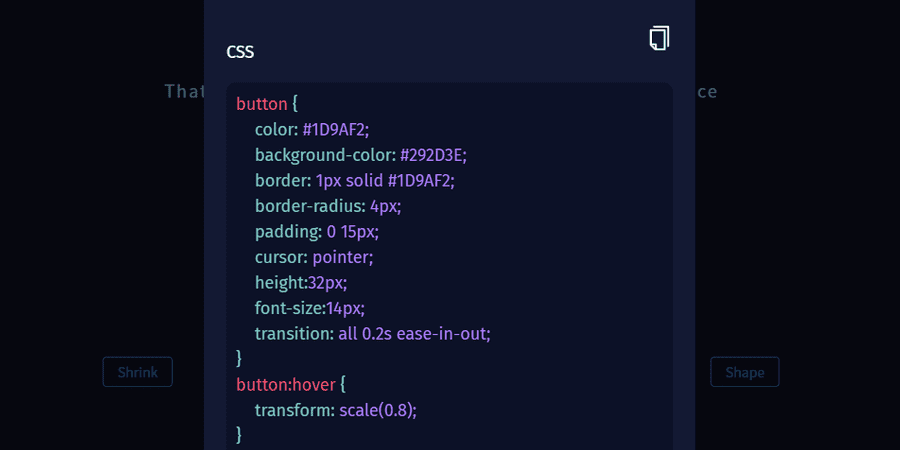 CSS
That
ce
button {
color: #1D9AF2;
background-color: #292D3E;
border: 1px solid #1D9AF2;
border-radius: 4px;
padding: 0 15px;
cursor: pointer;
height:32px;
font-size:14px;
transition: all 0.2s ease-in-out;
}
Shrink
Shape
button:hover {
transform: scale(0.8);
}